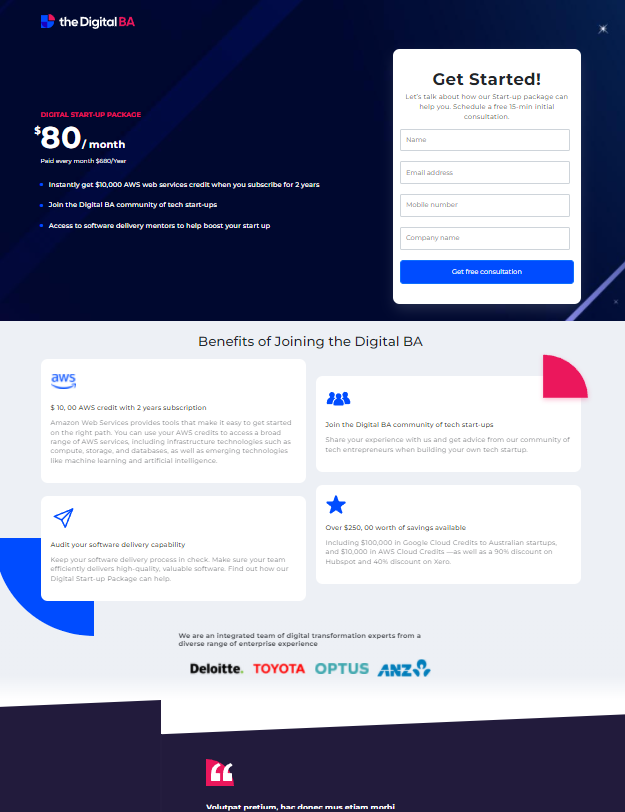 the Digital BA
DIGITAL START-UP PACKAGE
$80/ month
Paid every month $680/Year
Instantly get $10,000 AWS web services credit when you subscribe for 2 years
Join the Digital BA community of tech start-ups
Access to software delivery mentors to help boost your start up
Get Started!
Let's talk about how our Start-up package can
help you. Schedule a free 15-min initial
consultation.
Name
Email address
Mobile number
Company name
Get free consultation
Benefits of Joining the Digital BA
aws
$ 10, 00 AWS credit with 2 years subscription
Amazon Web Services provides tools that make it easy to get started
on the right path. You can use your AWS credits to access a broad
range of AWS services, including infrastructure technologies such as
compute, storage, and databases, as well as emerging technologies
like machine learning and artificial intelligence.
Join the Digital BA community of tech start-ups
Share your experience with us and get advice from our community of
tech entrepreneurs when building your own tech startup.
Audit your software delivery capability
Keep your software delivery process in check. Make sure your team
efficiently delivers high-quality, valuable software. Find out how our
Digital Start-up Package can help.
Over $250, 00 worth of savings available
Including $100,000 in Google Cloud Credits to Australian startups,
and $10,000 in AWS Cloud Credits —as well as a 90% discount on
Hubspot and 40% discount on Xero.
We are an integrated team of digital transformation experts from a
diverse range of enterprise experience
Deloitte. TOYOTA OPTUS ANZ
Volutpat pretium, hac donec mus etiam morbi